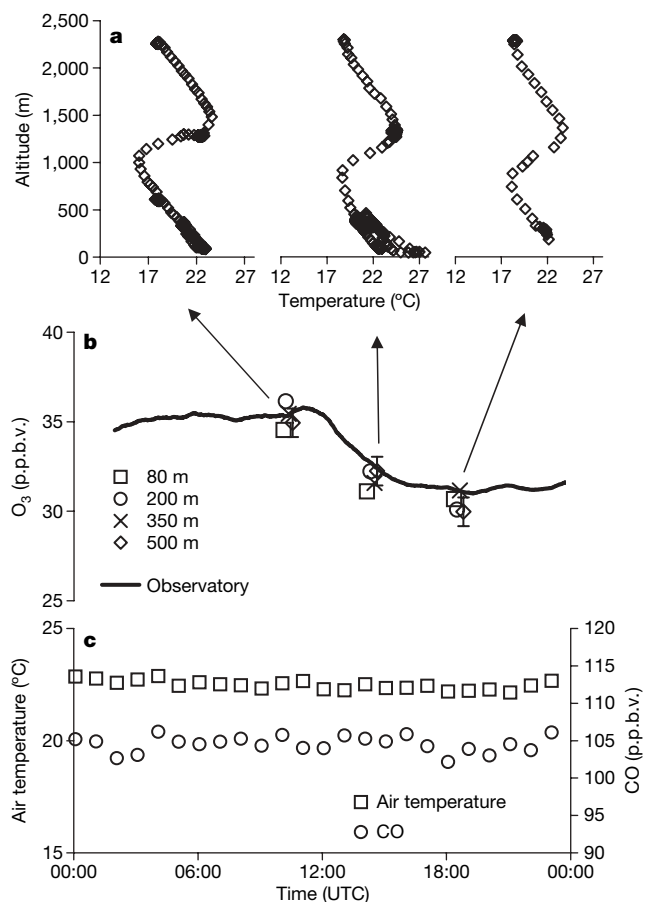 a
2,500
2,000
1,500
1,000
500
0
Altitude (m)
12 17 22 27 12 17 22 27 12 17 22 27
Temperature (°C)
b
40
35
30
25
O3 (p.p.b.v.)
80 m
200 m
350 m
500 m
Observatory
c
25
20
15
Air temperature (°C)
120
115
110
105
100
95
90
CO (p.p.b.v.)
Air temperature
CO
00:00 06:00 12:00 18:00 00:00
Time (UTC)